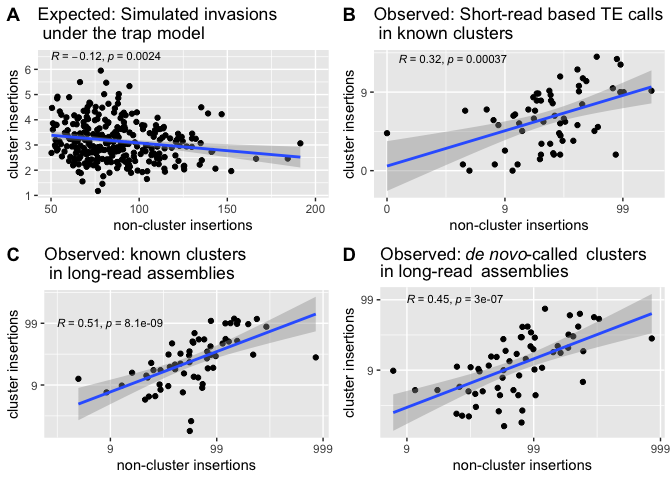 A
Expected: Simulated invasions
under the trap model
R = −0.12, p = 0.0024
cluster insertions
6
5
4
3
2
1
50
100
150
200
non-cluster insertions
B
Observed: Short-read based TE calls
in known clusters
R = 0.32, p = 0.00037
cluster insertions
9
0
0
9
99
non-cluster insertions
C
Observed: known clusters
in long-read assemblies
R = 0.51, p = 8.1e-09
cluster insertions
99
9
9
99
999
non-cluster insertions
D
Observed: de novo-called clusters
in long-read assemblies
R = 0.45, p = 3e-07
cluster insertions
99
9
9
99
999
non-cluster insertions